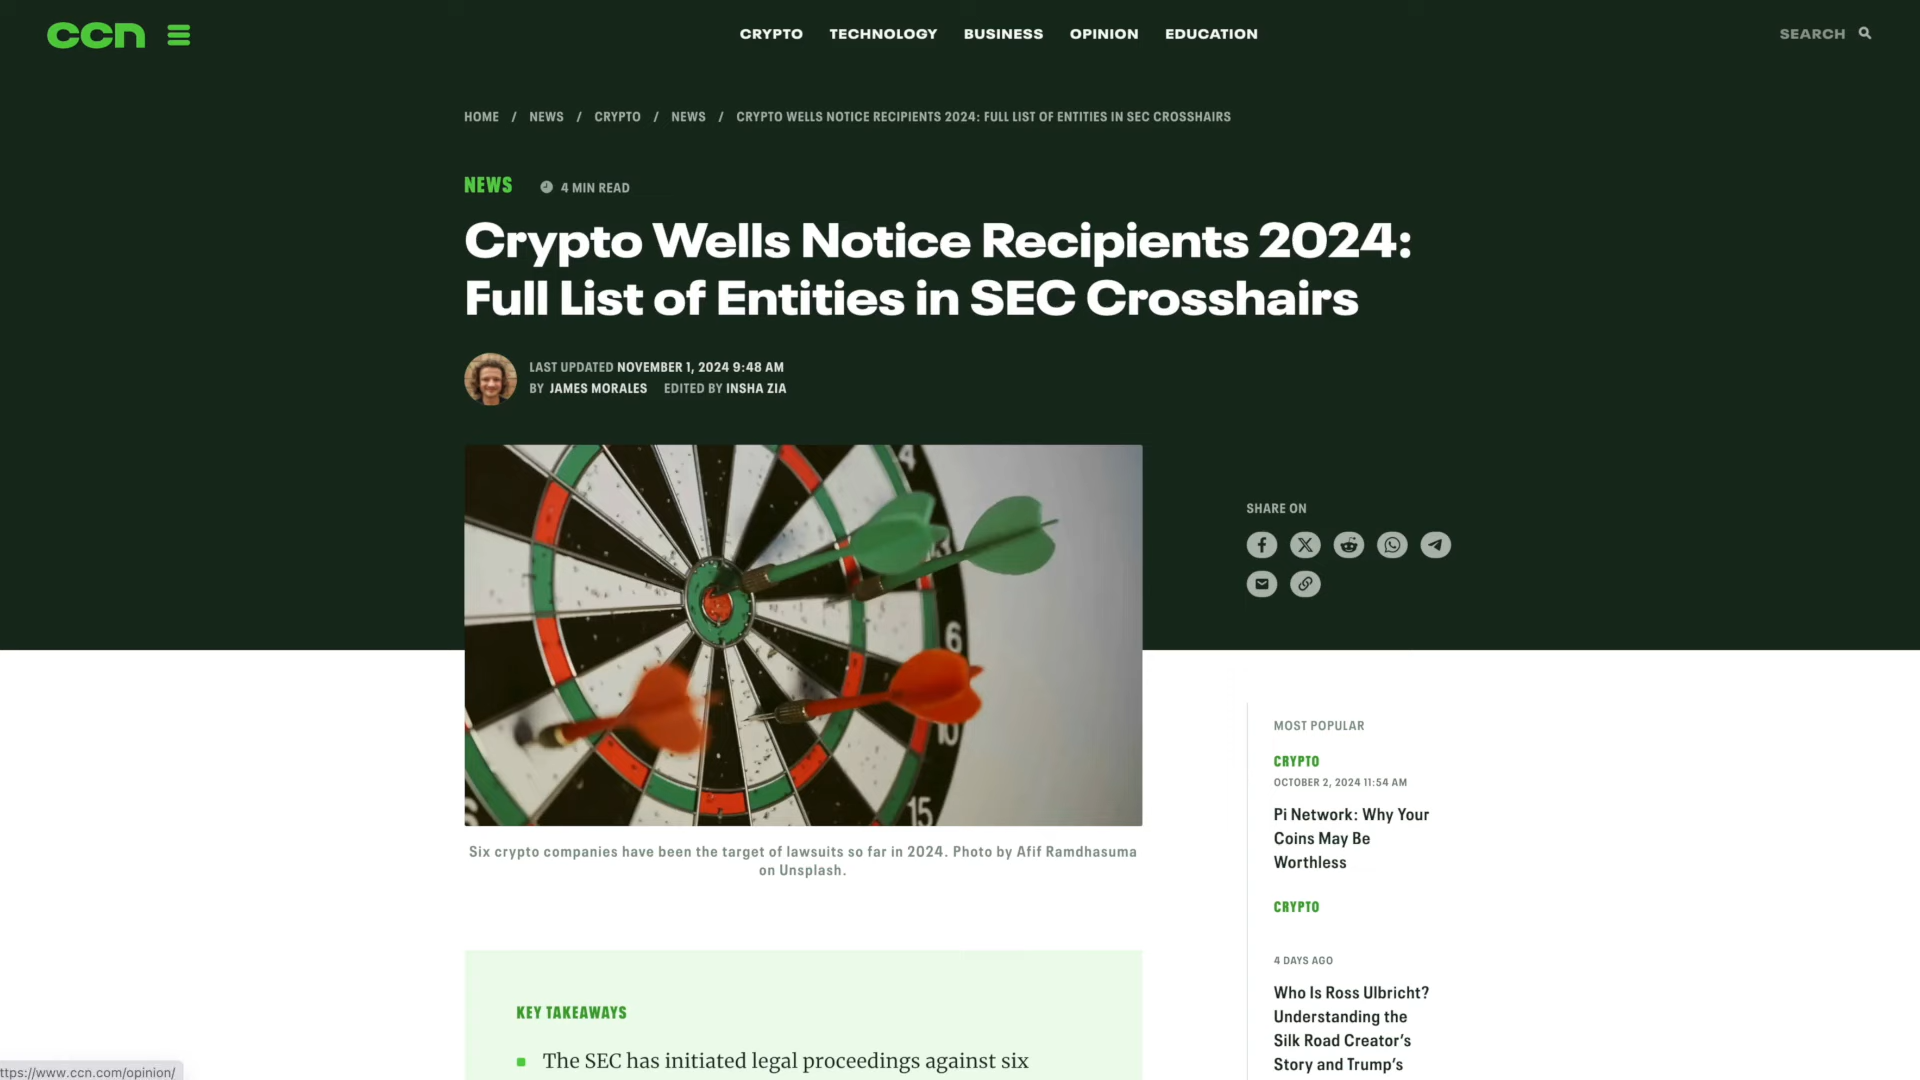 ccn
CRYPTO TECHNOLOGY BUSINESS OPINION EDUCATION
SEARCH
HOME / NEWS / CRYPTO / NEWS / CRYPTO WELLS NOTICE RECIPIENTS 2024: FULL LIST OF ENTITIES IN SEC CROSSHAIRS
NEWS 4 MIN READ
Crypto Wells Notice Recipients 2024:
Full List of Entities in SEC Crosshairs
LAST UPDATED NOVEMBER 1, 2024 9:48 AM
BY JAMES MORALES EDITED BY INSHA ZIA
4
6
10
15
Six crypto companies have been the target of lawsuits so far in 2024. Photo by Afif Ramdhasuma
on Unsplash.
SHARE ON
KEY TAKEAWAYS
The SEC has initiated legal proceedings against six
MOST POPULAR
CRYPTO
OCTOBER 2, 2024 11:54 AM
Pi Network: Why Your
Coins May Be
Worthless
CRYPTO
4 DAYS AGO
Who Is Ross Ulbricht?
Understanding the
Silk Road Creator's
Story and Trump's
ttps://www.ccn.com/opinion/